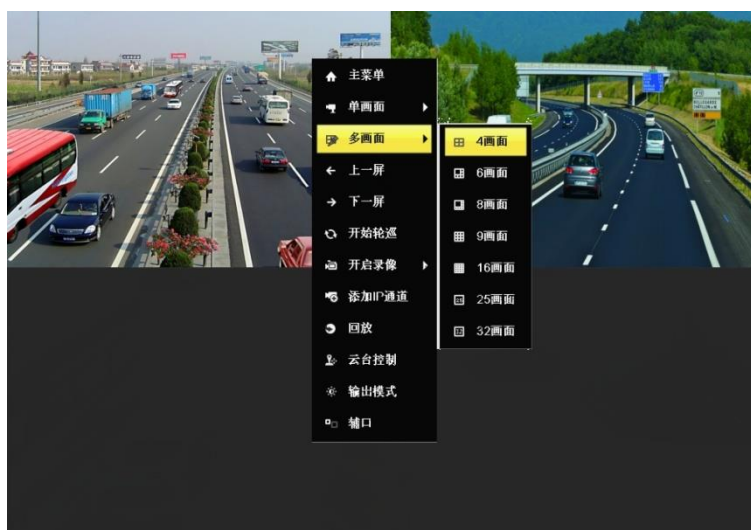 主菜单
单画面
多画面
上一屏
下一屏
开始轮巡
开启录像
添加IP通道
回放
云台控制
输出模式
辅口
4画面
6画面
8画面
9画面
16画面
25画面
32画面